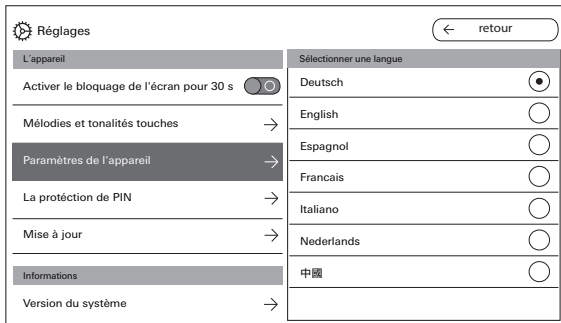 Réglages
retour
L´appareil
Activer le bloquage de l'écran pour 30 s
Mélodies et tonalités touches
Paramètres de l'appareil
La protéction de PIN
Mise à jour
Informations
Version du système
Sélectionner une langue
Deutsch
English
Espagnol
Francais
Italiano
Nederlands
中國